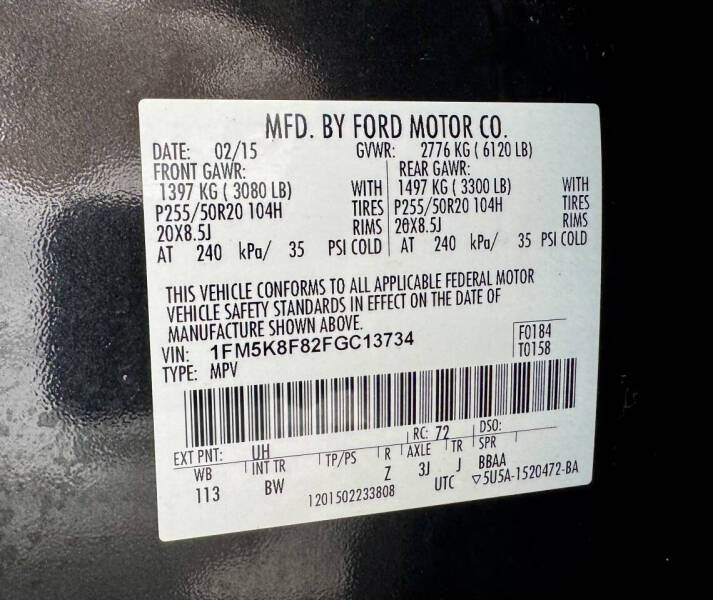 MFD. BY FORD MOTOR CO.
DATE: 02/15 GVWR: 2776 KG ( 6120 LB)
FRONT GAWR: REAR GAWR:
1397 KG ( 3080 LB) WITH 1497 KG ( 3300 LB) WITH
P255/50R20 104H TIRES P255/50R20 104H TIRES
20X8.5J RIMS 20X8.5J RIMS
AT 240 kPa/ 35 PSI COLD AT 240 kPa/ 35 PSI COLD
THIS VEHICLE CONFORMS TO ALL APPLICABLE FEDERAL MOTOR
VEHICLE SAFETY STANDARDS IN EFFECT ON THE DATE OF
MANUFACTURE SHOWN ABOVE.
VIN: 1FM5K8F82FGC13734 F0184
TYPE: MPV T0158
EXT PNT: UH RC: 72 DSO:
WB INT TR TP/PS R AXLE TR SPR
113 BW Z 3J J BBAA
1201502233808 UTC ▽5U5A-1520472-BA